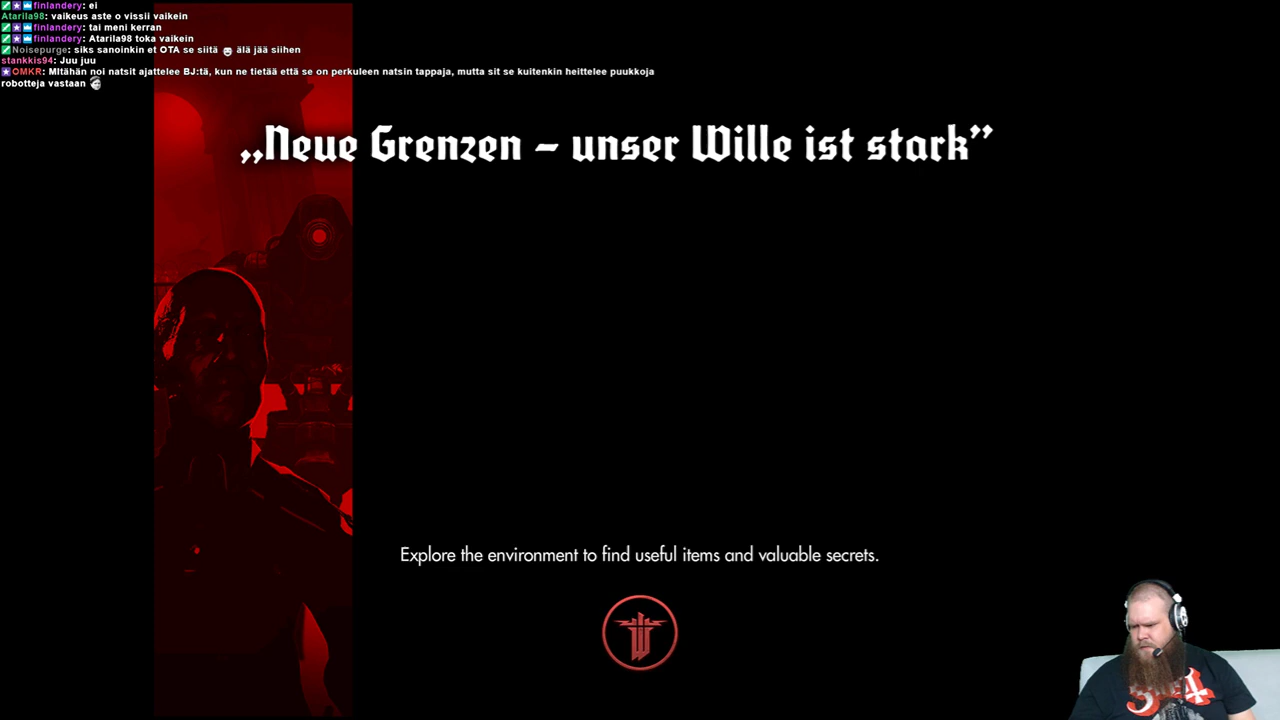 finlandery: ei
Atarila98: vaikeus aste o vissii vaikein
finlandery: tai meni kerran
finlandery: Atarila98 toka vaikein
Noisepurge: siks sanoinkin et OTA se siitä älä jää siihen
stankkis94: Juu juu
OMKR: MItähän noi natsit ajattelee BJ:tä, kun ne tietää että se on perkuleen natsin tappaja, mutta sit se kuitenkin heittelee puukkoja
robotteja vastaan
„Neue Grenzen – unser Wille ist stark”
Explore the environment to find useful items and valuable secrets.